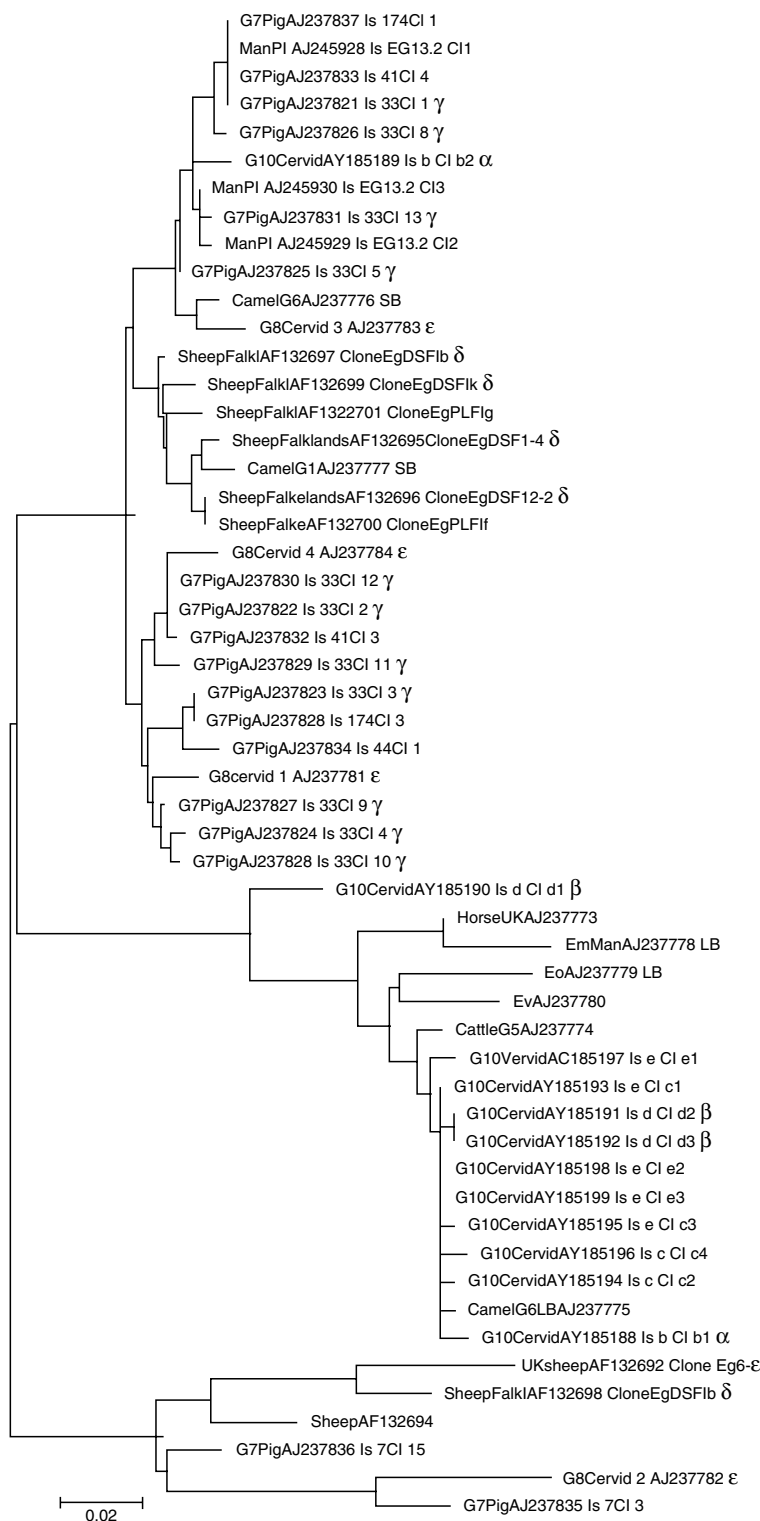 G7PigAJ237837 Is 174Cl 1
ManPI AJ245928 Is EG13.2 Cl1
G7PigAJ237833 Is 41Cl 4
G7PigAJ237821 Is 33Cl 1 γ
G7PigAJ237826 Is 33Cl 8 γ
G10CervidAY185189 Is b Cl b2 α
ManPI AJ245930 Is EG13.2 Cl3
G7PigAJ237831 Is 33Cl 13 γ
ManPI AJ245929 Is EG13.2 Cl2
G7PigAJ237825 Is 33Cl 5 γ
CamelG6AJ237776 SB
G8Cervid 3 AJ237783 ε
SheepFalklAF132697 CloneEgDSFlb δ
SheepFalklAF132699 CloneEgDSFlk δ
SheepFalklAF1322701 CloneEgPLFlg
SheepFalklandsAF132695CloneEgDSF1-4 δ
CamelG1AJ237777 SB
SheepFalkelandsAF132696 CloneEgDSF12-2 δ
SheepFalkeAF132700 CloneEgPLFlf
G8Cervid 4 AJ237784 ε
G7PigAJ237830 Is 33Cl 12 γ
G7PigAJ237822 Is 33Cl 2 γ
G7PigAJ237832 Is 41Cl 3
G7PigAJ237829 Is 33Cl 11 γ
G7PigAJ237823 Is 33Cl 3 γ
G7PigAJ237828 Is 174Cl 3
G7PigAJ237834 Is 44Cl 1
G8cervid 1 AJ237781 ε
G7PigAJ237827 Is 33Cl 9 γ
G7PigAJ237824 Is 33Cl 4 γ
G7PigAJ237828 Is 33Cl 10 γ
G10CervidAY185190 Is d Cl d1 β
HorseUKAJ237773
EmManAJ237778 LB
EoAJ237779 LB
EvAJ237780
CattleG5AJ237774
G10VervidAC185197 Is e Cl e1
G10CervidAY185193 Is e Cl c1
G10CervidAY185191 Is d Cl d2 β
G10CervidAY185192 Is d Cl d3 β
G10CervidAY185198 Is e Cl e2
G10CervidAY185199 Is e Cl e3
G10CervidAY185195 Is e Cl c3
G10CervidAY185196 Is c Cl c4
G10CervidAY185194 Is c Cl c2
CamelG6LBAJ237775
G10CervidAY185188 Is b Cl b1 α
UKsheepAF132692 Clone Eg6-ε
SheepFalklAF132698 CloneEgDSFlb δ
SheepAF132694
G7PigAJ237836 Is 7Cl 15
G8Cervid 2 AJ237782 ε
G7PigAJ237835 Is 7Cl 3
0.02